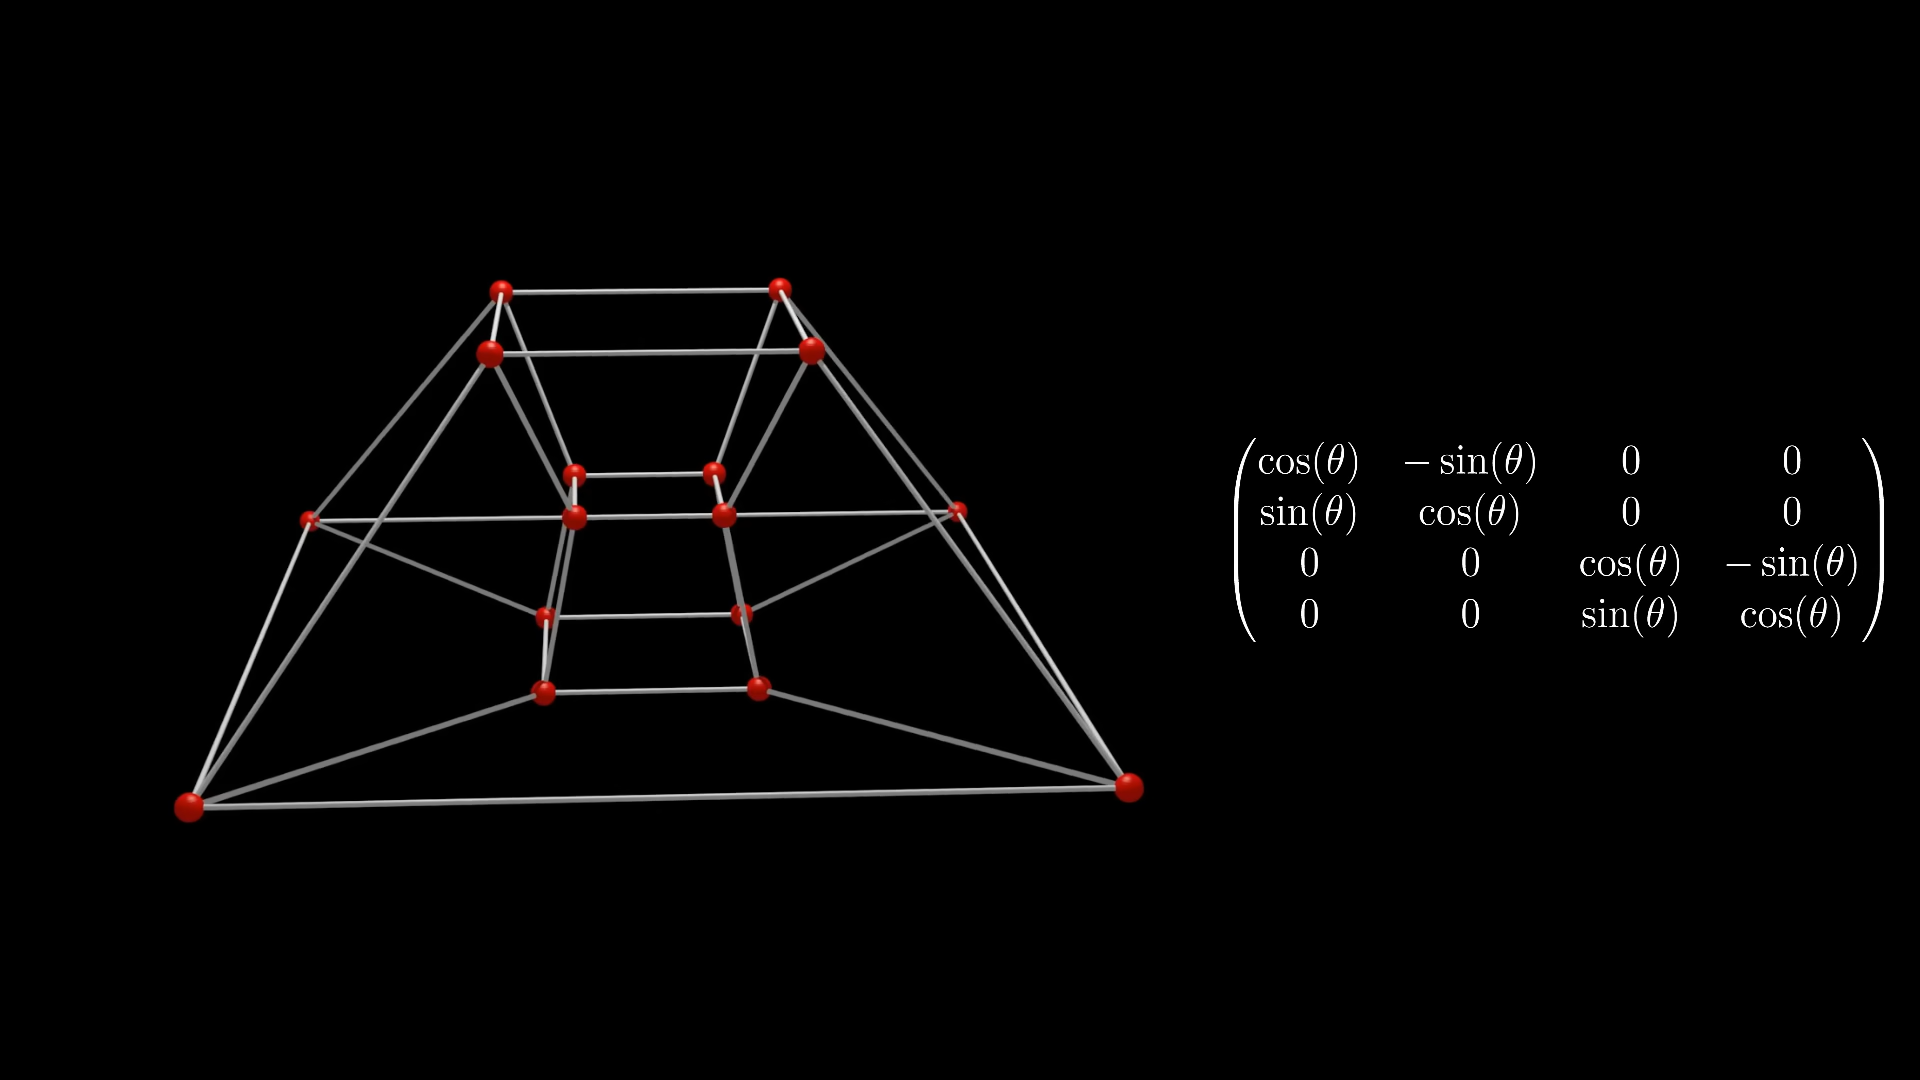 cos(θ) − sin(θ) 0 0
sin(θ) cos(θ) 0 0
0 0 cos(θ) − sin(θ)
0 0 sin(θ) cos(θ)